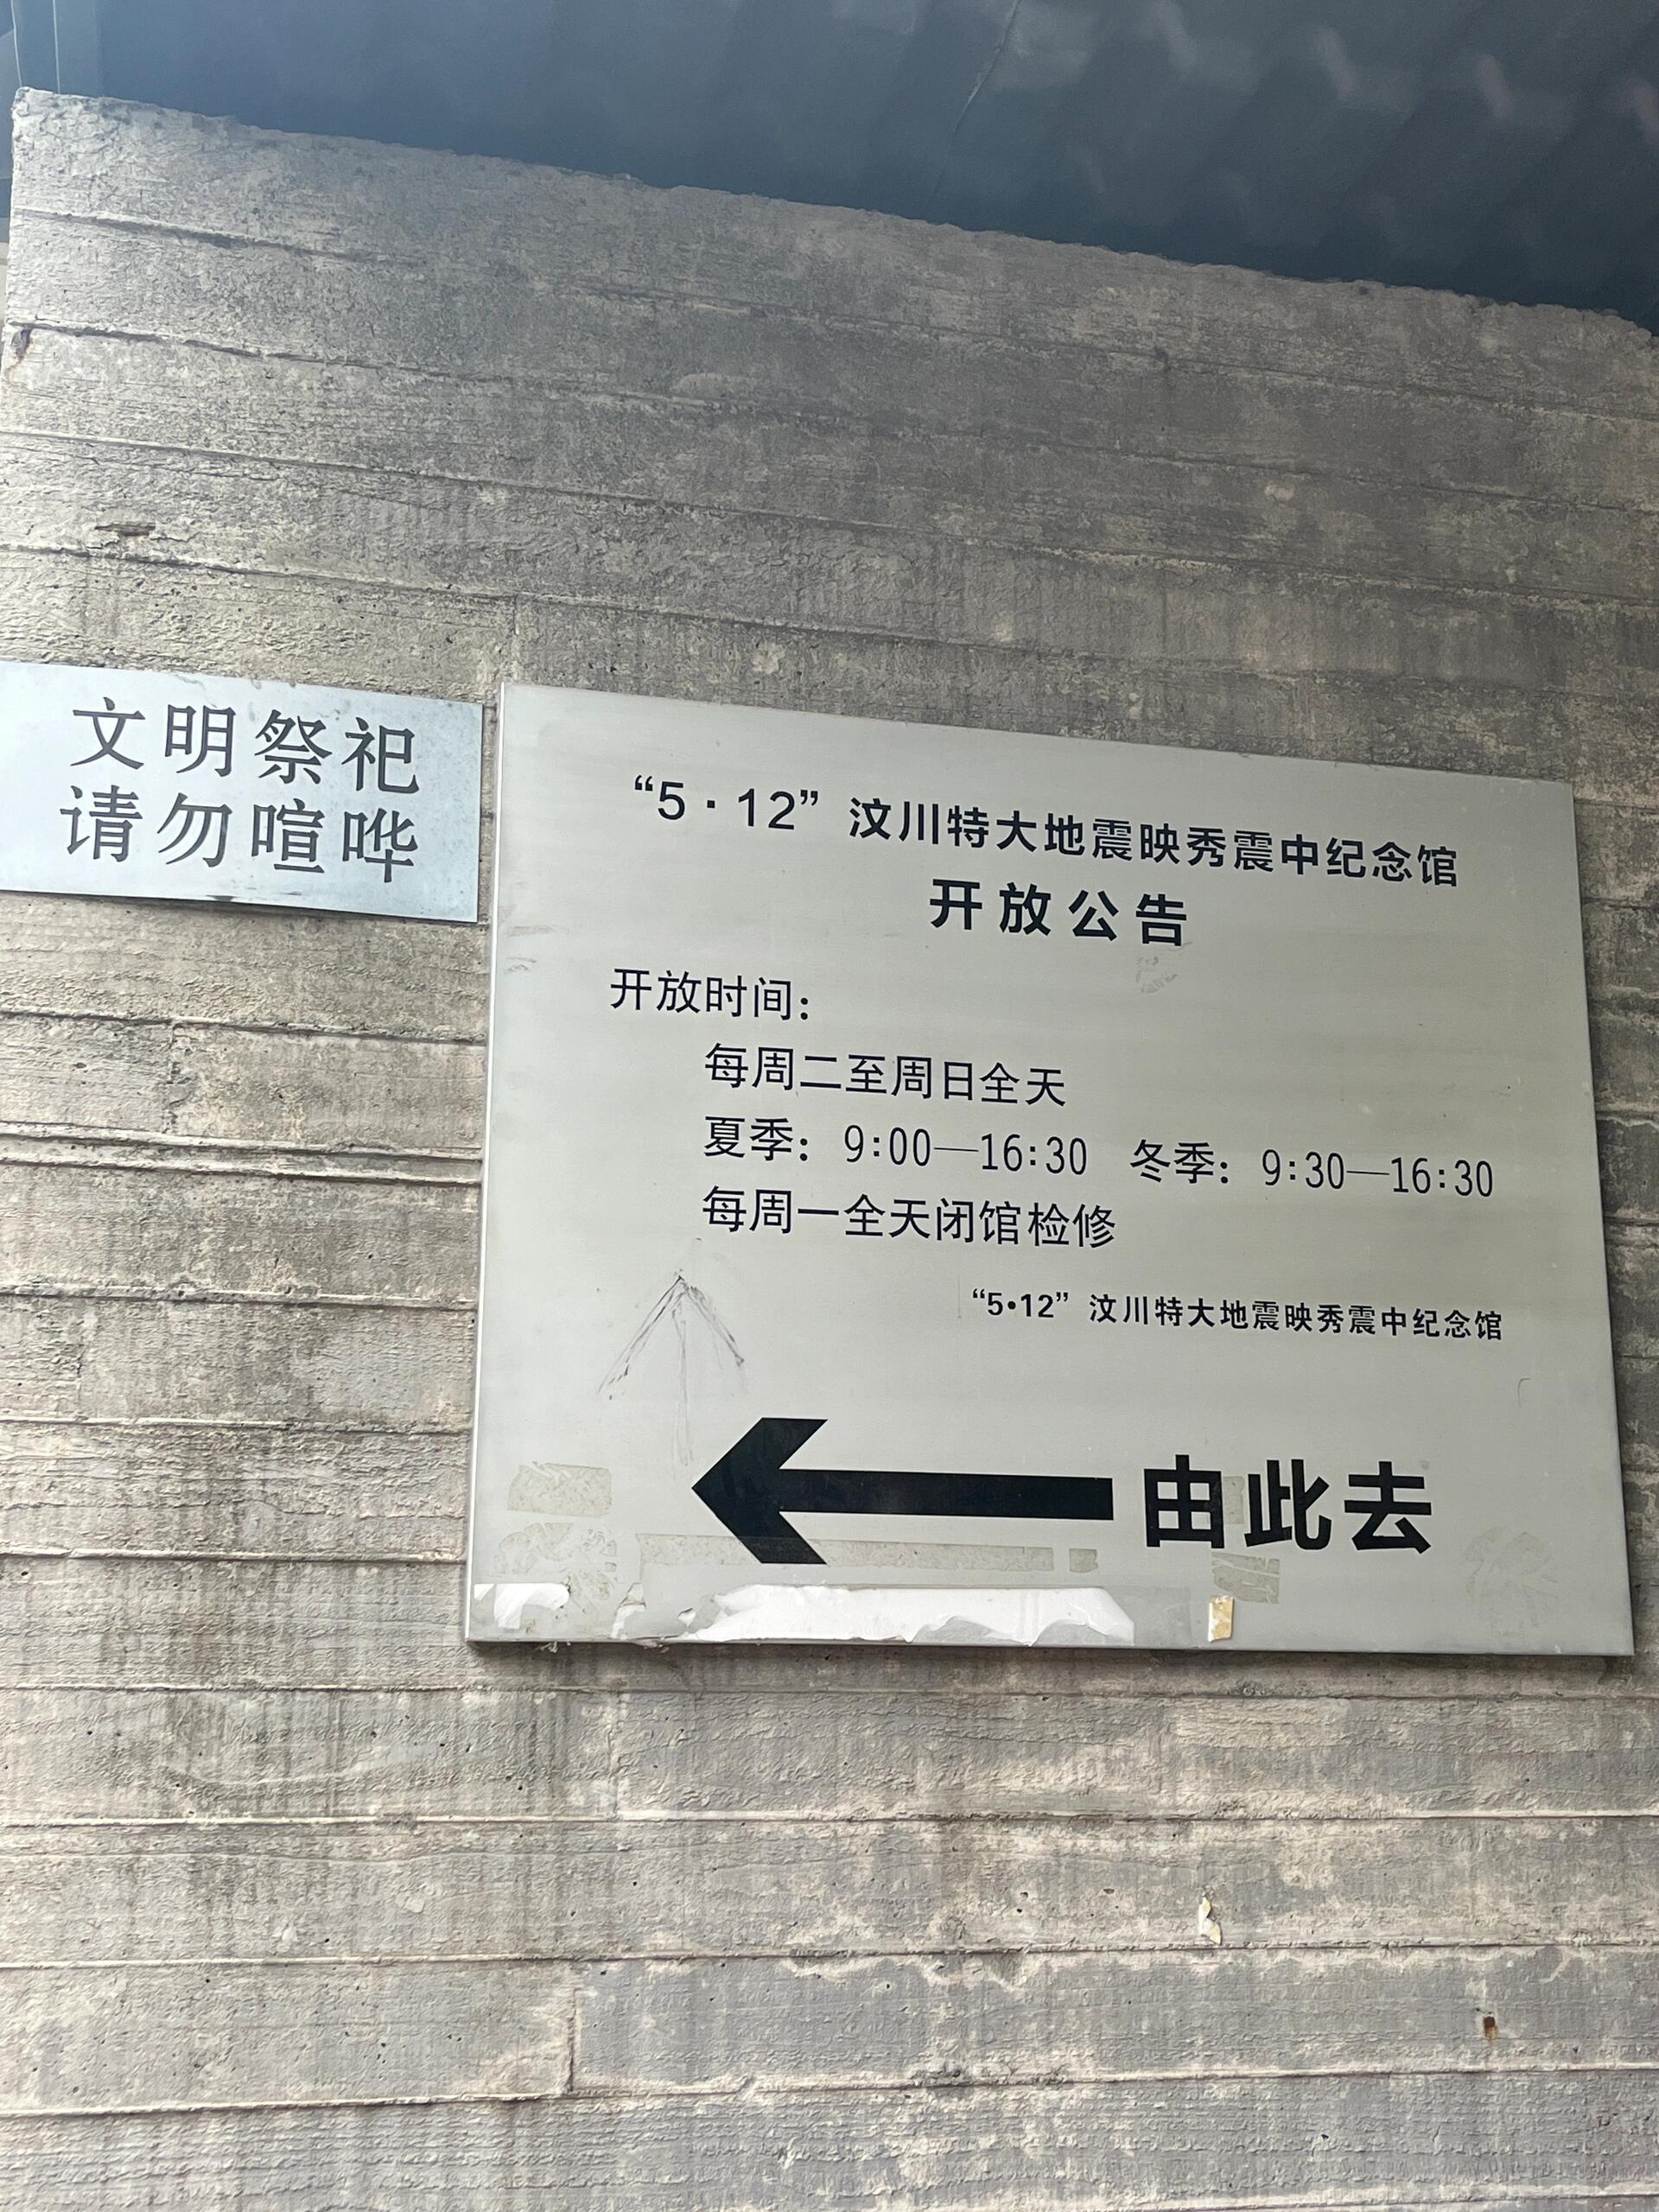 文明祭祀
请勿喧哗
“5·12”汶川特大地震映秀震中纪念馆
开放公告
开放时间：
每周二至周日全天
夏季：9:00—16:30 冬季：9:30—16:30
每周一全天闭馆检修
“5•12”汶川特大地震映秀震中纪念馆
由此去